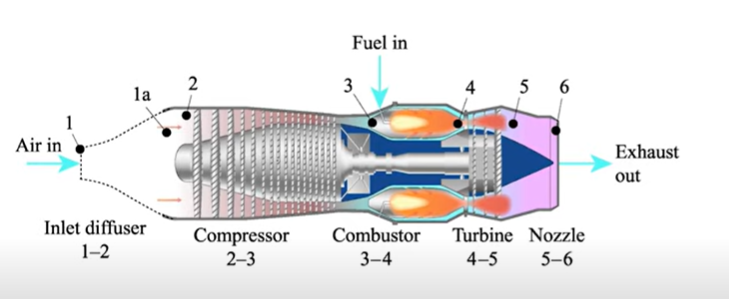 Fuel in
1a
2
3
4
5
6
1
Air in
Exhaust
out
Inlet diffuser
1–2
Compressor
2–3
Combustor
3–4
Turbine
4–5
Nozzle
5–6